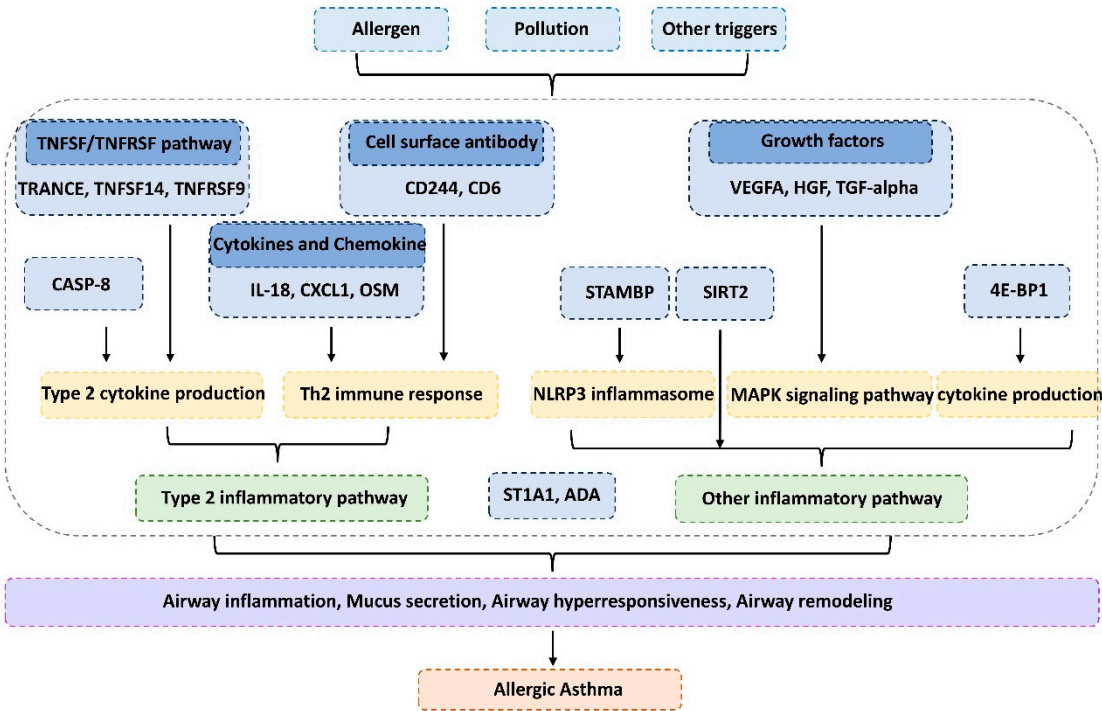 Allergen
Pollution
Other triggers
TNFSF/TNFRSF pathway
TRANCE, TNFSF14, TNFRSF9
Cell surface antibody
CD244, CD6
Growth factors
VEGFA, HGF, TGF-alpha
Cytokines and Chemokine
IL-18, CXCL1, OSM
CASP-8
STAMBP
SIRT2
4E-BP1
Type 2 cytokine production
Th2 immune response
NLRP3 inflammasome
MAPK signaling pathway
cytokine production
Type 2 inflammatory pathway
ST1A1, ADA
Other inflammatory pathway
Airway inflammation, Mucus secretion, Airway hyperresponsiveness, Airway remodeling
Allergic Asthma